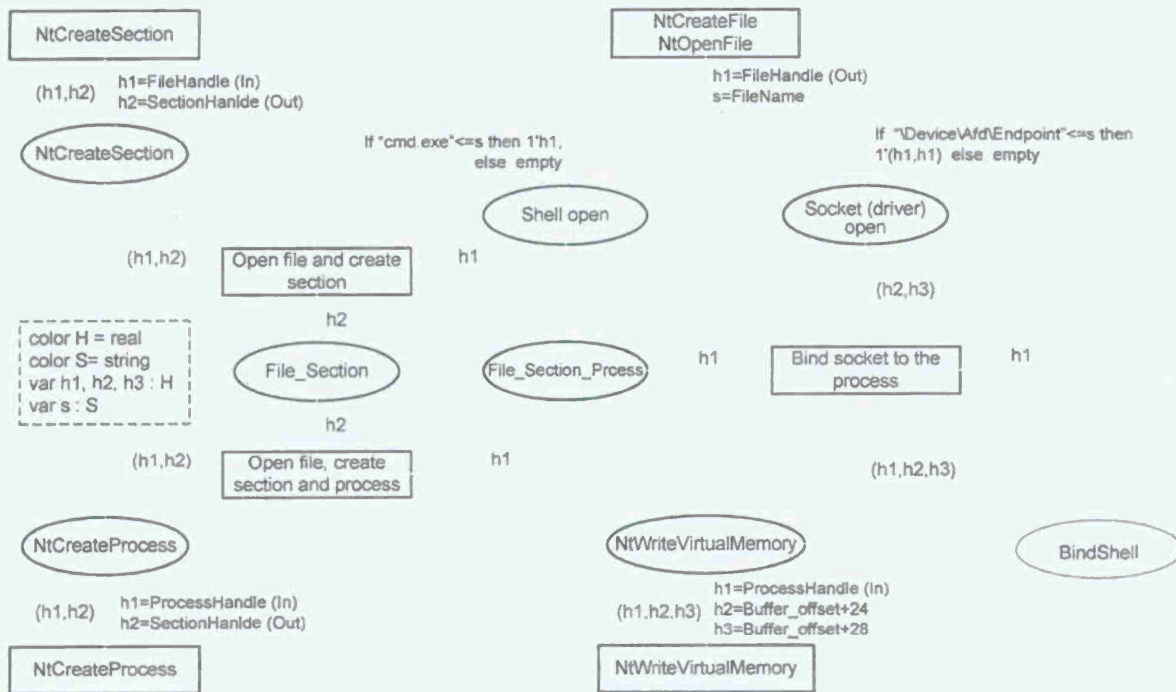 NtCreateSection
NtCreateFile
NtOpenFile
(h1,h2)
h1=FileHandle (In)
h2=SectionHanlde (Out)
h1=FileHandle (Out)
s=FileName
NtCreateSection
If "cmd.exe"<=s then 1'h1,
else empty
If "\Device\Afd\Endpoint"<=s then
1'(h1,h1) else empty
Shell open
Socket (driver)
open
(h1,h2)
Open file and create
section
h1
(h2,h3)
h2
color H = real
color S= string
var h1, h2, h3 : H
var s : S
File_Section
File_Section_Prcess
h1
Bind socket to the
process
h1
h2
(h1,h2)
Open file, create
section and process
h1
(h1,h2,h3)
NtCreateProcess
NtWriteVirtualMemory
BindShell
(h1,h2)
h1=ProcessHandle (In)
h2=SectionHanlde (Out)
(h1,h2,h3)
h1=ProcessHandle (In)
h2=Buffer_offset+24
h3=Buffer_offset+28
NtCreateProcess
NtWriteVirtualMemory